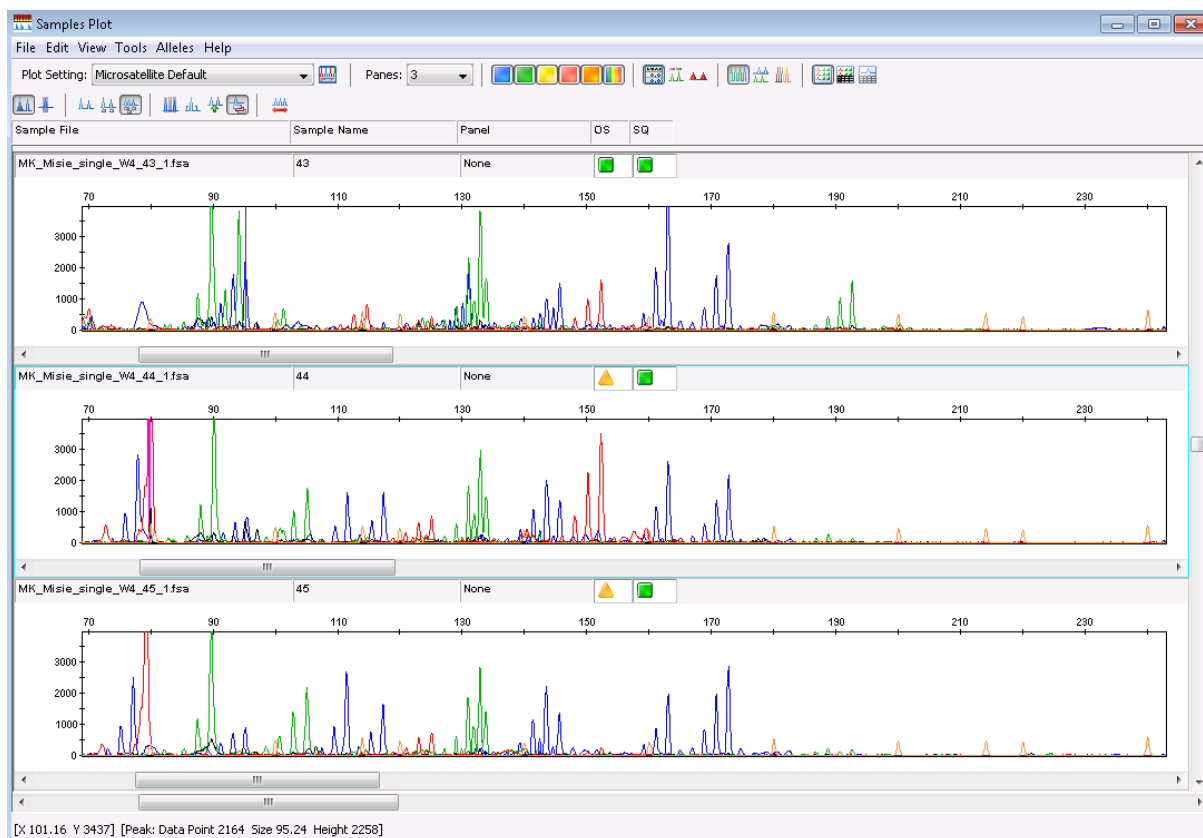 Samples Plot
File Edit View Tools Alleles Help
Plot Setting: Microsatellite Default Panes: 3
Sample File Sample Name Panel OS SQ
MK_Misie_single_W4_43_1.fsa 43 None
70 90 110 130 150 170 190 210 230
3000
2000
1000
0
MK_Misie_single_W4_44_1.fsa 44 None
70 90 110 130 150 170 190 210 230
3000
2000
1000
0
MK_Misie_single_W4_45_1.fsa 45 None
70 90 110 130 150 170 190 210 230
3000
2000
1000
0
[X 101.16 Y 3437] [Peak: Data Point 2164 Size 95.24 Height 2258]